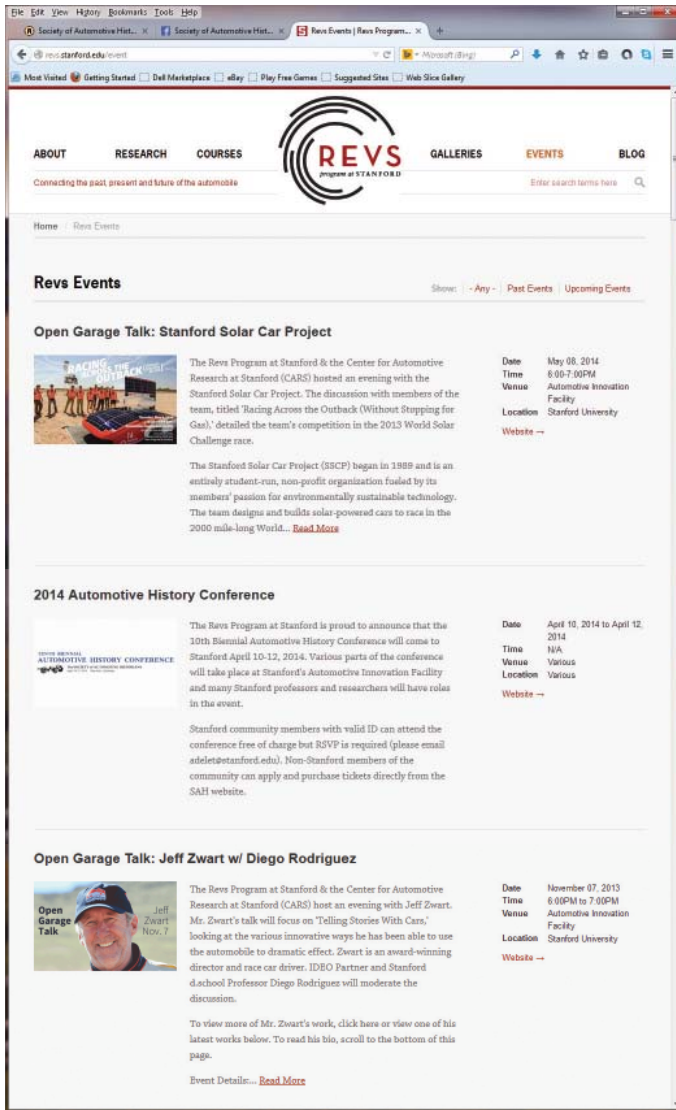 File Edit View History Bookmarks Tools Help
Society of Automotive Hist... × Society of Automotive Hist... × Revs Events | Revs Program... × +
revs.stanford.edu/event
Most Visited Getting Started Dell Marketplace eBay Play Free Games Suggested Sites Web Slice Gallery
ABOUT RESEARCH COURSES REVS GALLERIES EVENTS BLOG
program at STANFORD
Connecting the past, present and future of the automobile Enter search terms here
Home / Revs Events
Revs Events
Show: - Any - Past Events Upcoming Events
Open Garage Talk: Stanford Solar Car Project
RACING
ACROSS THE
OUTBACK
The Revs Program at Stanford & the Center for Automotive
Research at Stanford (CARS) hosted an evening with the
Stanford Solar Car Project. The discussion with members of the
team, titled 'Racing Across the Outback (Without Stopping for
Gas),' detailed the team's competition in the 2013 World Solar
Challenge race.
The Stanford Solar Car Project (SSCP) began in 1989 and is an
entirely student-run, non-profit organization fueled by its
members' passion for environmentally sustainable technology.
The team designs and builds solar-powered cars to race in the
2000 mile-long World... Read More
Date May 08, 2014
Time 6:00-7:00PM
Venue Automotive Innovation
Facility
Location Stanford University
Website →
2014 Automotive History Conference
TENTH BIENNIAL
AUTOMOTIVE HISTORY CONFERENCE
The Revs Program at Stanford is proud to announce that the
10th Biennial Automotive History Conference will come to
Stanford April 10-12, 2014. Various parts of the conference
will take place at Stanford's Automotive Innovation Facility
and many Stanford professors and researchers will have roles
in the event.
Stanford community members with valid ID can attend the
conference free of charge but RSVP is required (please email
adelet@stanford.edu). Non-Stanford members of the
community can apply and purchase tickets directly from the
SAH website.
Date April 10, 2014 to April 12,
2014
Time N/A
Venue Various
Location Various
Website →
Open Garage Talk: Jeff Zwart w/ Diego Rodriguez
Open
Garage
Talk
Jeff
Zwart
Nov. 7
The Revs Program at Stanford & the Center for Automotive
Research at Stanford (CARS) host an evening with Jeff Zwart.
Mr. Zwart's talk will focus on 'Telling Stories With Cars,'
looking at the various innovative ways he has been able to use
the automobile to dramatic effect. Zwart is an award-winning
director and race car driver. IDEO Partner and Stanford
d.school Professor Diego Rodriguez will moderate the
discussion.
To view more of Mr. Zwart's work, click here or view one of his
latest works below. To read his bio, scroll to the bottom of this
page.
Event Details:... Read More
Date November 07, 2013
Time 6:00PM to 7:00PM
Venue Automotive Innovation
Facility
Location Stanford University
Website →